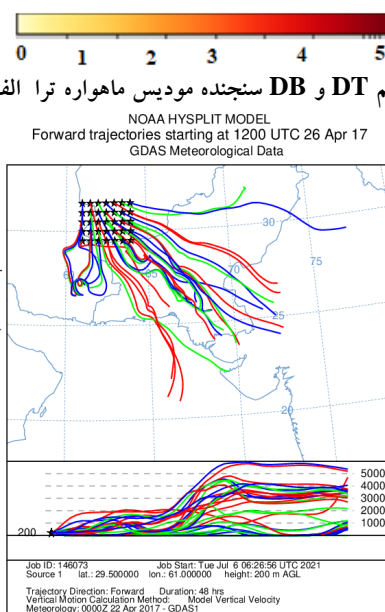 0 1 2 3 4 5
م DT و DB سنجنده مودیس ماهواره ترا الف
NOAA HYSPLIT MODEL
Forward trajectories starting at 1200 UTC 26 Apr 17
GDAS Meteorological Data
30
75
70
65
25
20
5000
4000
3000
2000
1000
200
Job ID: 146073 Job Start: Tue Jul 6 06:26:56 UTC 2021
Source 1 lat.: 29.500000 lon.: 61.000000 height: 200 m AGL
Trajectory Direction: Forward Duration: 48 hrs
Vertical Motion Calculation Method: Model Vertical Velocity
Meteorology: 0000Z 22 Apr 2017 - GDAS1